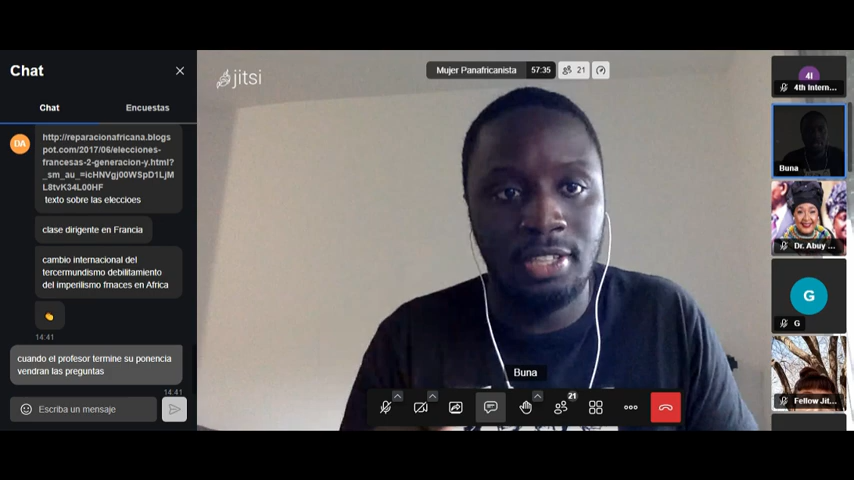 Chat
Chat
Encuestas
DA
http://reparacionafricana.blogs
pot.com/2017/06/elecciones-
francesas-2-generacion-y.html?
_sm_au_=icHNVgj00WSpD1LjM
L8tvK34L00HF
texto sobre las eleccioes
clase dirigente en Francia
cambio internacional del
tercermundismo debilitamiento
del imperilismo frnaces en Africa
14:41
cuando el profesor termine su ponencia
vendran las preguntas
14:41
Escriba un mensaje
jitsi
Mujer Panafricanista
57:35
21
Buna
21
4I
4th Intern...
Buna
Dr. Abuy ...
G
G
Fellow Jit...